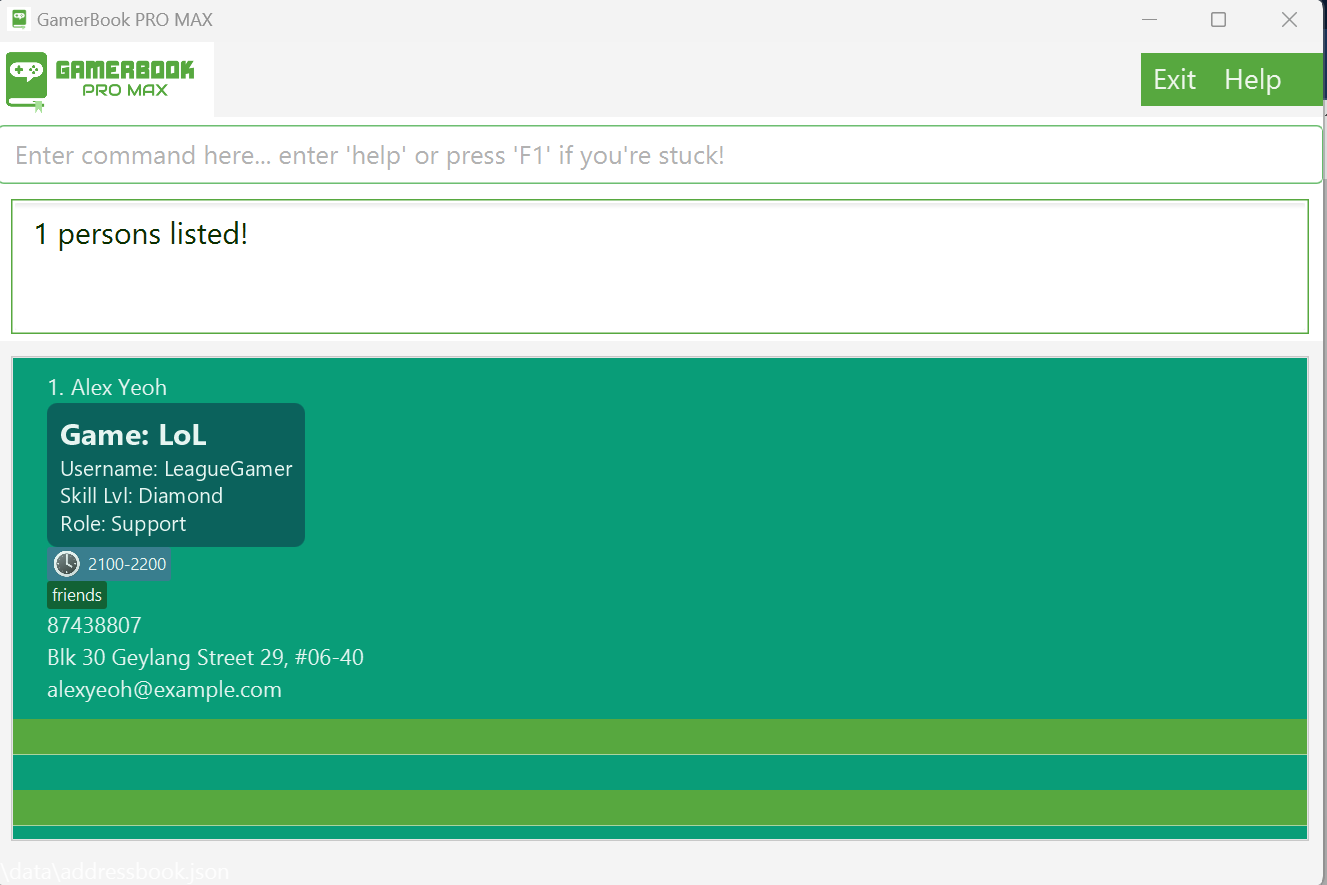 GamerBook PRO MAX
GAMERBOOK
PRO MAX
Exit Help
Enter command here... enter 'help' or press 'F1' if you're stuck!
1 persons listed!
1. Alex Yeoh
Game: LoL
Username: LeagueGamer
Skill Lvl: Diamond
Role: Support
2100-2200
friends
87438807
Blk 30 Geylang Street 29, #06-40
alexyeoh@example.com
\data\addressbook.json